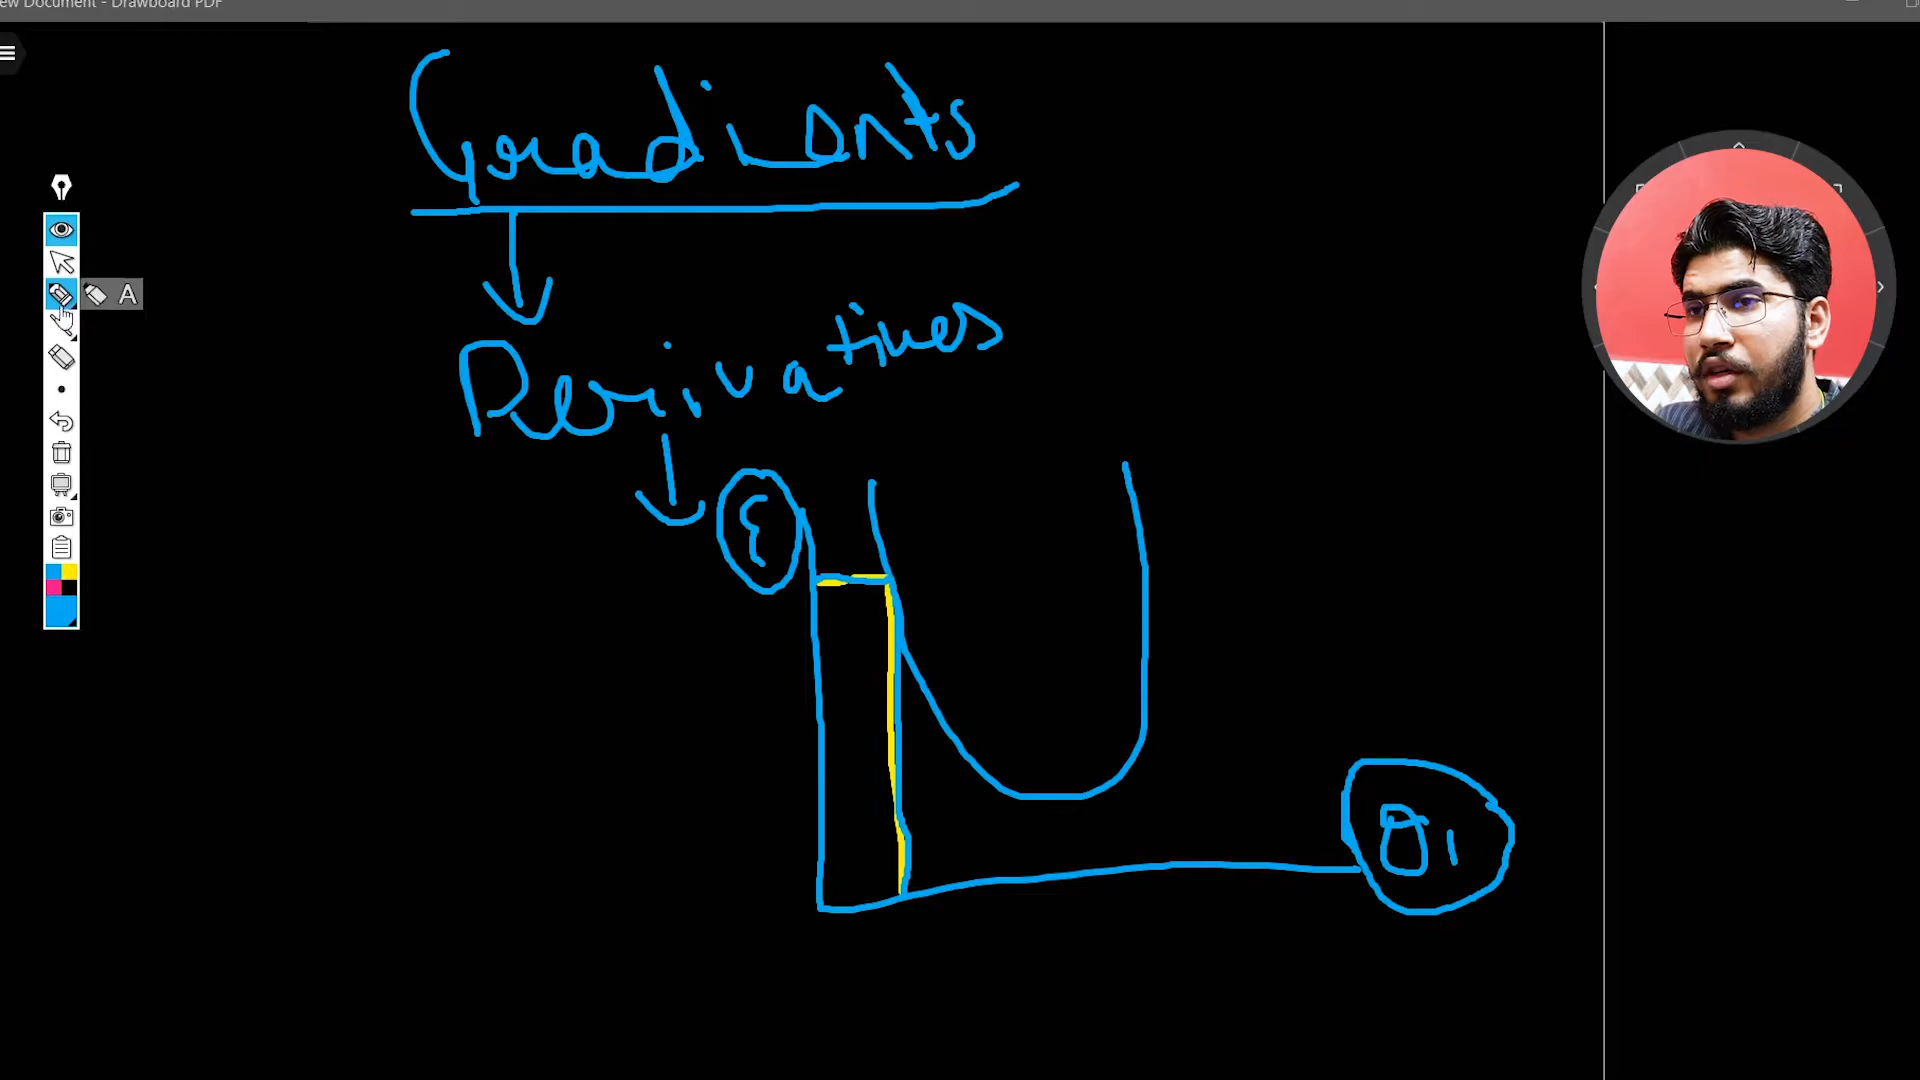 ew Document - Drawboard PDF
Gradients
A
Derivatives
ξ
θ1